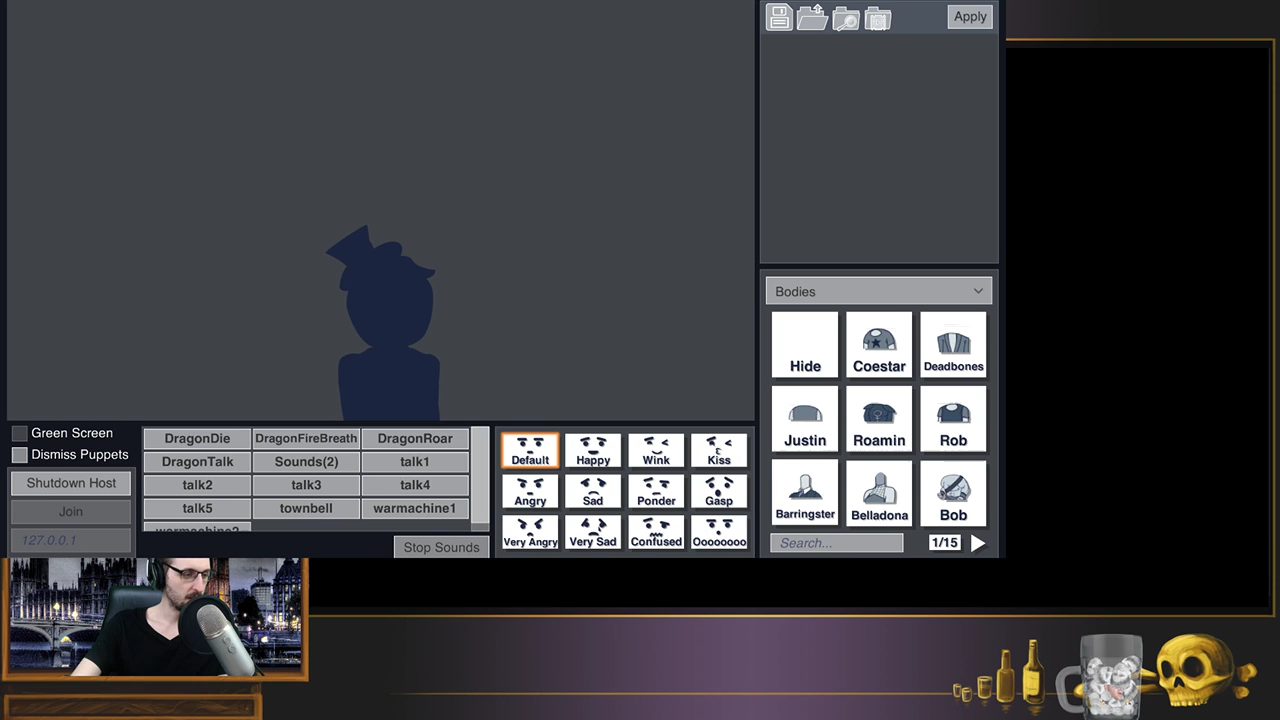 Apply
Bodies
Hide
Coestar
Deadbones
Justin
Roamin
Rob
Barringster
Belladona
Bob
Search...
1/15
Green Screen
Dismiss Puppets
Shutdown Host
Join
127.0.0.1
DragonDie
DragonFireBreath
DragonRoar
DragonTalk
Sounds(2)
talk1
talk2
talk3
talk4
talk5
townbell
warmachine1
warmachine2
Stop Sounds
Default
Happy
Wink
Kiss
Angry
Sad
Ponder
Gasp
Very Angry
Very Sad
Confused
Oooooooo